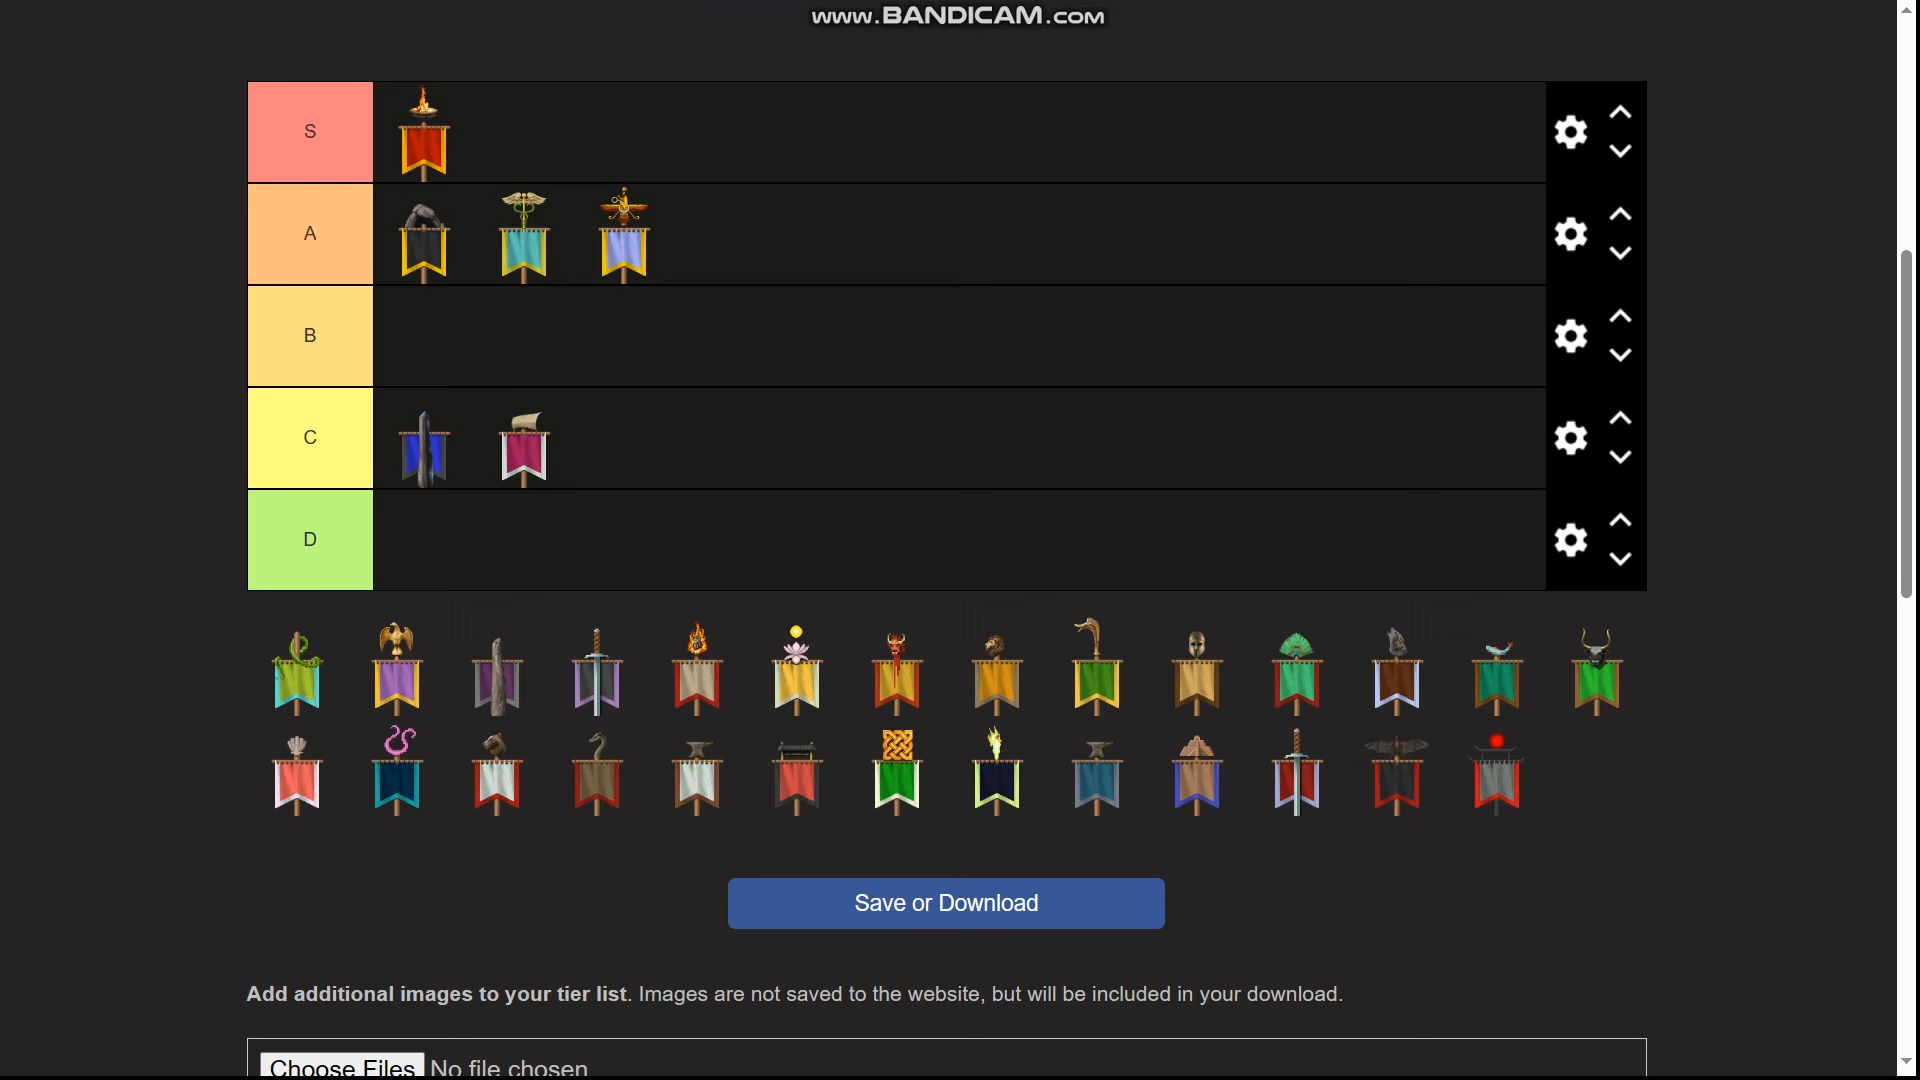 www.BANDICAM.com
S
A
B
C
D
Save or Download
Add additional images to your tier list. Images are not saved to the website, but will be included in your download.
Choose Files No file chosen